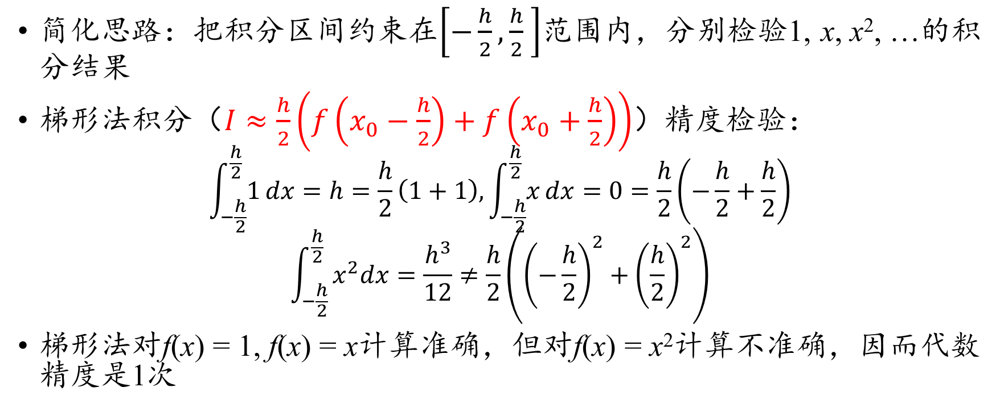 • 简化思路：把积分区间约束在$\left[-\frac{h}{2},\frac{h}{2}\right]$范围内，分别检验1, x, x², …的积
分结果
• 梯形法积分（$I \approx \frac{h}{2}\left(f\left(x_0-\frac{h}{2}\right)+f\left(x_0+\frac{h}{2}\right)\right)$）精度检验：
$\int_{-\frac{h}{2}}^{\frac{h}{2}} 1\,dx = h = \frac{h}{2}(1+1), \int_{-\frac{h}{2}}^{\frac{h}{2}} x\,dx = 0 = \frac{h}{2}\left(-\frac{h}{2}+\frac{h}{2}\right)$
$\int_{-\frac{h}{2}}^{\frac{h}{2}} x^2 dx = \frac{h^3}{12} \neq \frac{h}{2}\left(\left(-\frac{h}{2}\right)^2+\left(\frac{h}{2}\right)^2\right)$
• 梯形法对f(x) = 1, f(x) = x计算准确，但对f(x) = x²计算不准确，因而代数
精度是1次